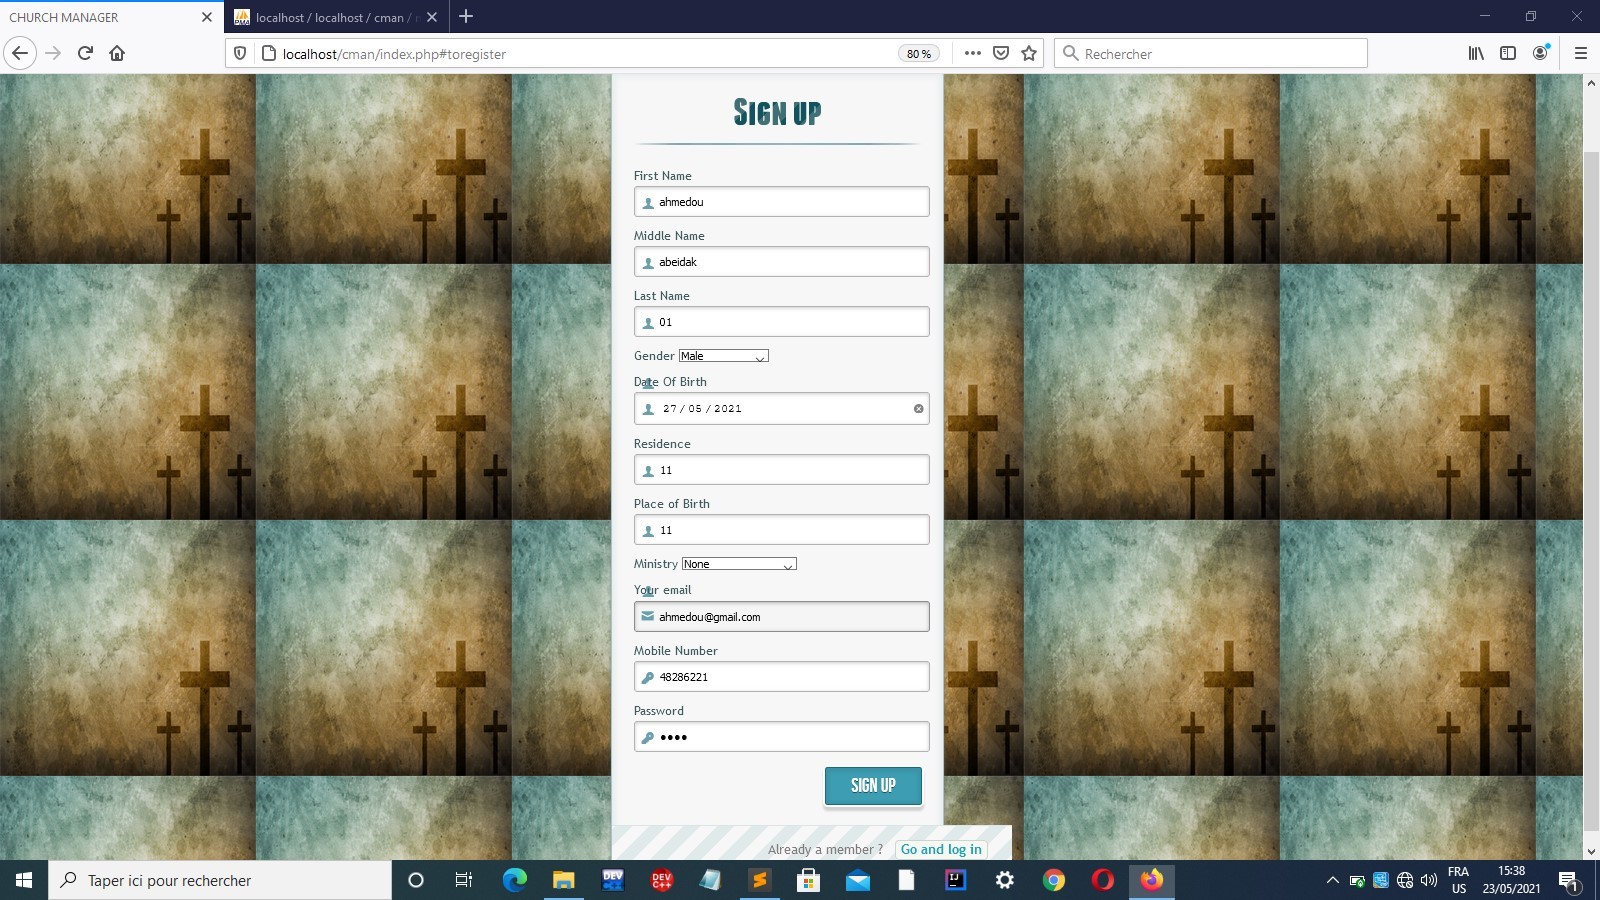 CHURCH MANAGER
localhost / localhost / cman /
localhost/cman/index.php#toregister
80 %
Rechercher
SIGN UP
First Name
ahmedou
Middle Name
abeidak
Last Name
01
Gender Male
Date Of Birth
27 / 05 / 2021
Residence
11
Place of Birth
11
Ministry None
Your email
ahmedou@gmail.com
Mobile Number
48286221
Password
••••
SIGN UP
Already a member ? Go and log in
Taper ici pour rechercher
DEV C++
DEV C++
FRA
US
15:38
23/05/2021
1